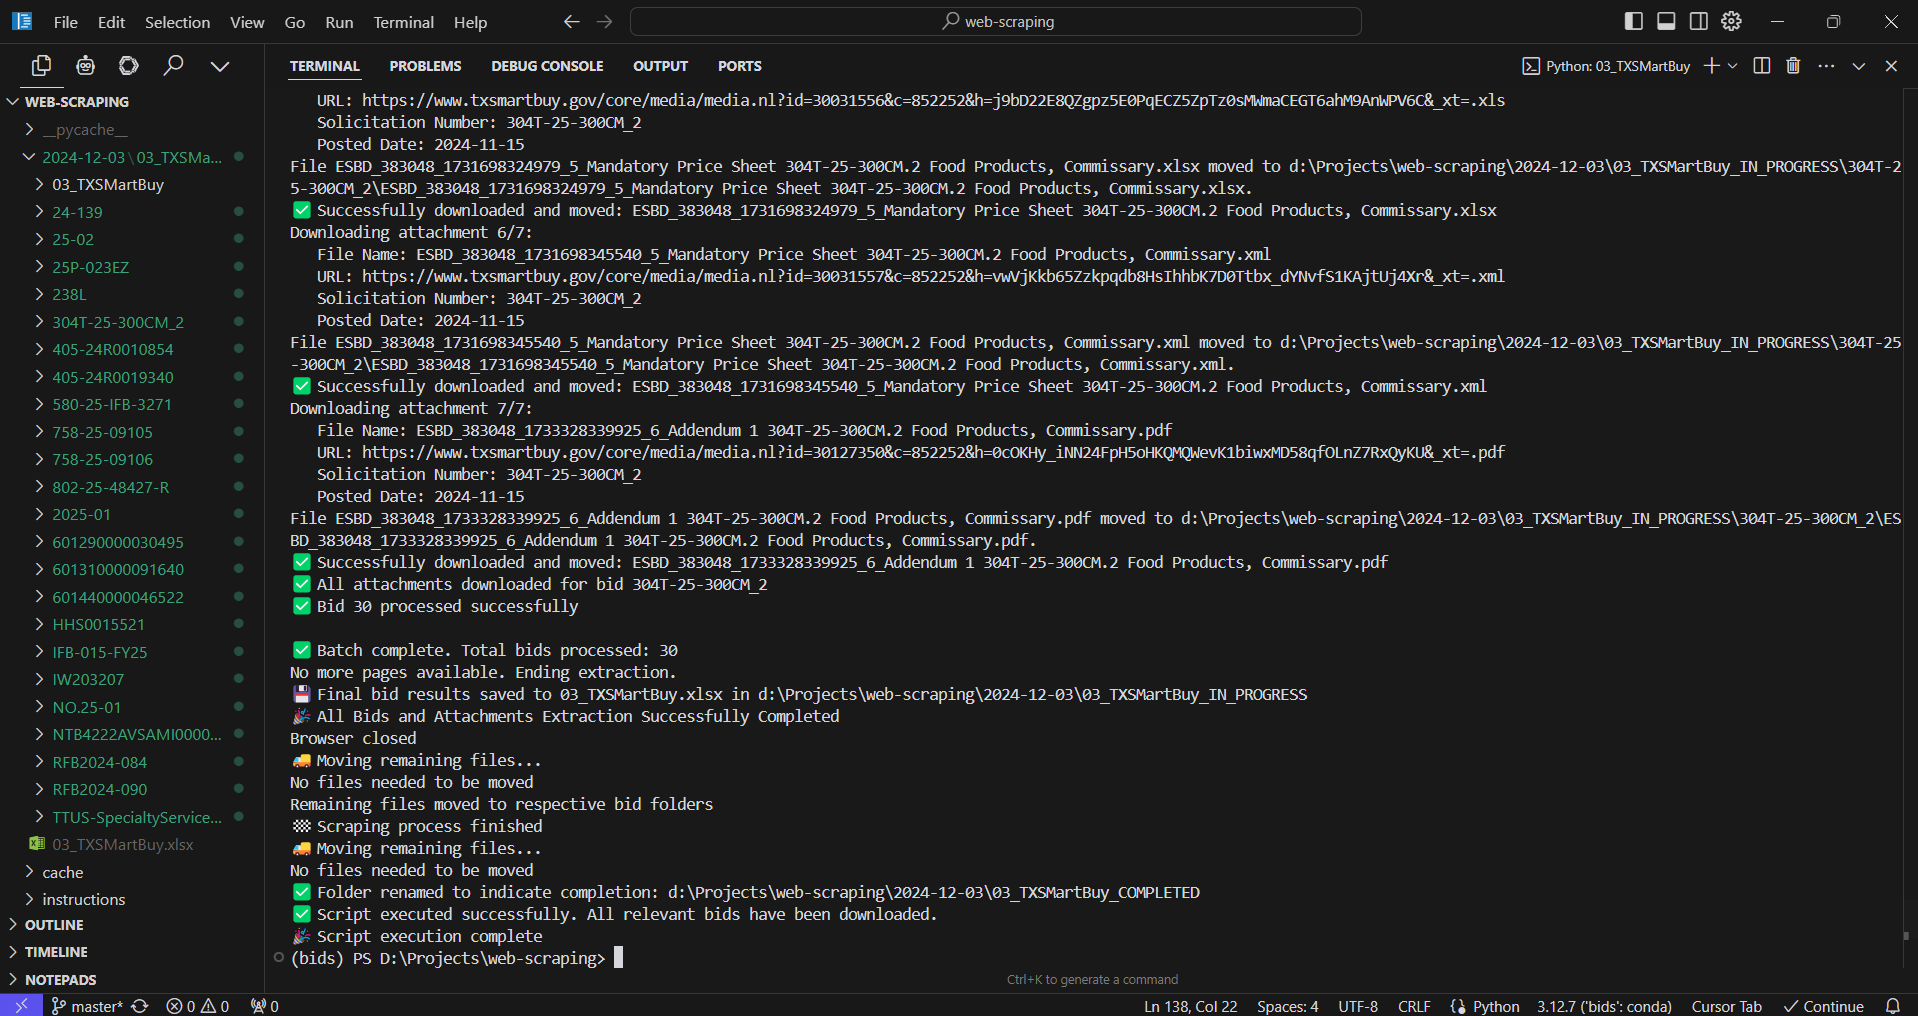 File Edit Selection View Go Run Terminal Help
web-scraping
TERMINAL PROBLEMS DEBUG CONSOLE OUTPUT PORTS
Python: 03_TXSMartBuy
WEB-SCRAPING
__pycache__
2024-12-03\03_TXSMa...
03_TXSMartBuy
24-139
25-02
25P-023EZ
238L
304T-25-300CM_2
405-24R0010854
405-24R0019340
580-25-IFB-3271
758-25-09105
758-25-09106
802-25-48427-R
2025-01
601290000030495
601310000091640
601440000046522
HHS0015521
IFB-015-FY25
IW203207
NO.25-01
NTB4222AVSAMI0000...
RFB2024-084
RFB2024-090
TTUS-SpecialtyService...
03_TXSMartBuy.xlsx
cache
instructions
OUTLINE
TIMELINE
NOTEPADS
URL: https://www.txsmartbuy.gov/core/media/media.nl?id=30031556&c=852252&h=j9bD22E8QZgpz5E0PqECZ5ZpTz0sMWmaCEGT6ahM9AnWPV6C&_xt=.xls
Solicitation Number: 304T-25-300CM_2
Posted Date: 2024-11-15
File ESBD_383048_1731698324979_5_Mandatory Price Sheet 304T-25-300CM.2 Food Products, Commissary.xlsx moved to d:\Projects\web-scraping\2024-12-03\03_TXSMartBuy_IN_PROGRESS\304T-2
5-300CM_2\ESBD_383048_1731698324979_5_Mandatory Price Sheet 304T-25-300CM.2 Food Products, Commissary.xlsx.
✅ Successfully downloaded and moved: ESBD_383048_1731698324979_5_Mandatory Price Sheet 304T-25-300CM.2 Food Products, Commissary.xlsx
Downloading attachment 6/7:
File Name: ESBD_383048_1731698345540_5_Mandatory Price Sheet 304T-25-300CM.2 Food Products, Commissary.xml
URL: https://www.txsmartbuy.gov/core/media/media.nl?id=30031557&c=852252&h=vwVjKkb65Zzkpqdb8HsIhhbK7D0Ttbx_dYNvfS1KAjtUj4Xr&_xt=.xml
Solicitation Number: 304T-25-300CM_2
Posted Date: 2024-11-15
File ESBD_383048_1731698345540_5_Mandatory Price Sheet 304T-25-300CM.2 Food Products, Commissary.xml moved to d:\Projects\web-scraping\2024-12-03\03_TXSMartBuy_IN_PROGRESS\304T-25
-300CM_2\ESBD_383048_1731698345540_5_Mandatory Price Sheet 304T-25-300CM.2 Food Products, Commissary.xml.
✅ Successfully downloaded and moved: ESBD_383048_1731698345540_5_Mandatory Price Sheet 304T-25-300CM.2 Food Products, Commissary.xml
Downloading attachment 7/7:
File Name: ESBD_383048_1733328339925_6_Addendum 1 304T-25-300CM.2 Food Products, Commissary.pdf
URL: https://www.txsmartbuy.gov/core/media/media.nl?id=30127350&c=852252&h=0cOKHy_iNN24FpH5oHKQMQWevK1biwxMD58qfOLnZ7RxQyKU&_xt=.pdf
Solicitation Number: 304T-25-300CM_2
Posted Date: 2024-11-15
File ESBD_383048_1733328339925_6_Addendum 1 304T-25-300CM.2 Food Products, Commissary.pdf moved to d:\Projects\web-scraping\2024-12-03\03_TXSMartBuy_IN_PROGRESS\304T-25-300CM_2\ES
BD_383048_1733328339925_6_Addendum 1 304T-25-300CM.2 Food Products, Commissary.pdf.
✅ Successfully downloaded and moved: ESBD_383048_1733328339925_6_Addendum 1 304T-25-300CM.2 Food Products, Commissary.pdf
✅ All attachments downloaded for bid 304T-25-300CM_2
✅ Bid 30 processed successfully
✅ Batch complete. Total bids processed: 30
No more pages available. Ending extraction.
💾 Final bid results saved to 03_TXSMartBuy.xlsx in d:\Projects\web-scraping\2024-12-03\03_TXSMartBuy_IN_PROGRESS
🎉 All Bids and Attachments Extraction Successfully Completed
Browser closed
🚚 Moving remaining files...
No files needed to be moved
Remaining files moved to respective bid folders
🏁 Scraping process finished
🚚 Moving remaining files...
No files needed to be moved
✅ Folder renamed to indicate completion: d:\Projects\web-scraping\2024-12-03\03_TXSMartBuy_COMPLETED
✅ Script executed successfully. All relevant bids have been downloaded.
🎉 Script execution complete
(bids) PS D:\Projects\web-scraping>
Ctrl+K to generate a command
master* 0 0 0 Ln 138, Col 22 Spaces: 4 UTF-8 CRLF Python 3.12.7 ('bids': conda) Cursor Tab Continue